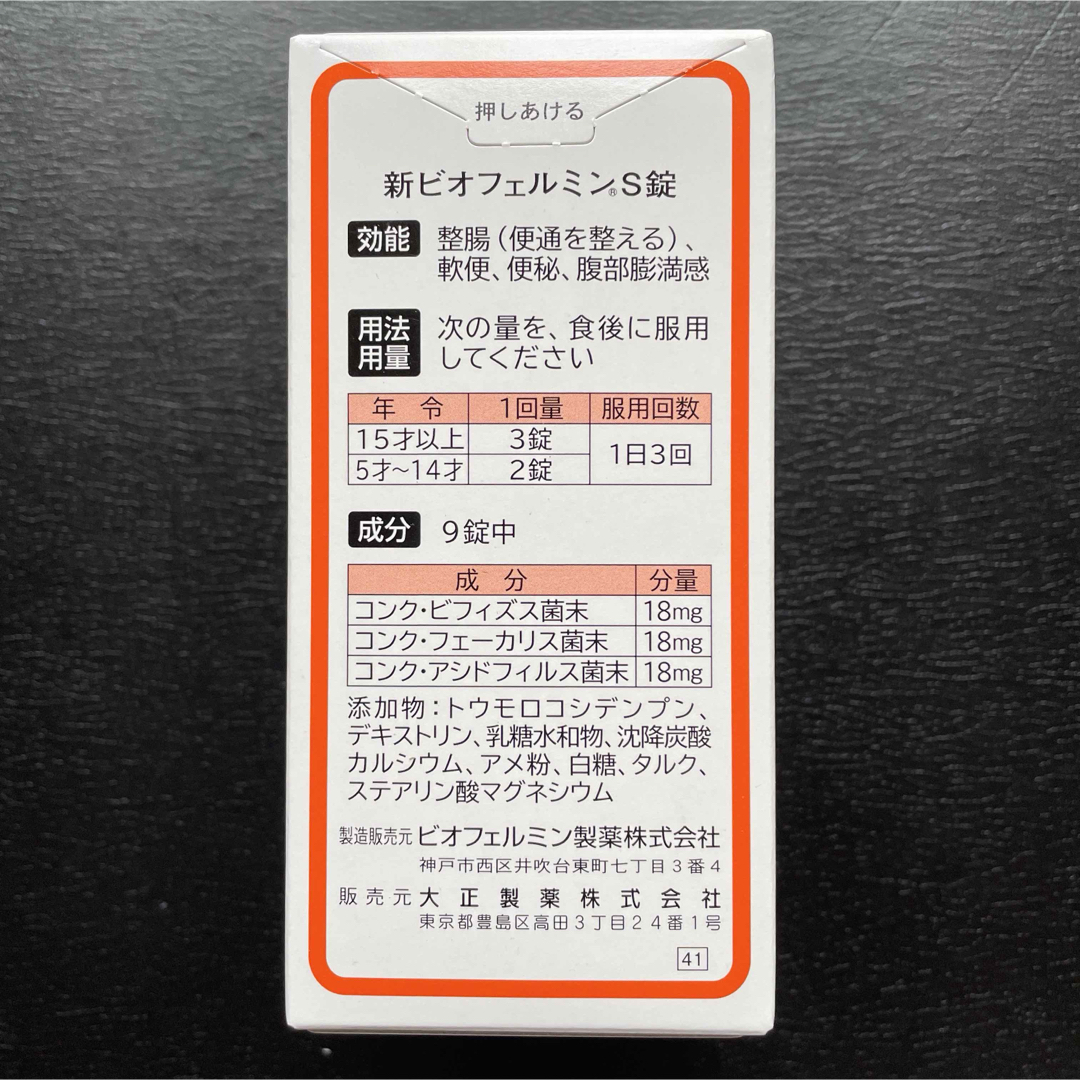 押しあける
新ビオフェルミン®S錠
効能 整腸(便通を整える)、
軟便、便秘、腹部膨満感
用法 次の量を、食後に服用
用量 してください
年令 1回量 服用回数
15才以上 3錠 1日3回
5才〜14才 2錠
成分 9錠中
成分 分量
コンク・ビフィズス菌末 18mg
コンク・フェーカリス菌末 18mg
コンク・アシドフィルス菌末 18mg
添加物:トウモロコシデンプン、
デキストリン、乳糖水和物、沈降炭酸
カルシウム、アメ粉、白糖、タルク、
ステアリン酸マグネシウム
製造販売元 ビオフェルミン製薬株式会社
神戸市西区井吹台東町七丁目3番4
販売元 大正製薬株式会社
東京都豊島区高田3丁目24番1号
41